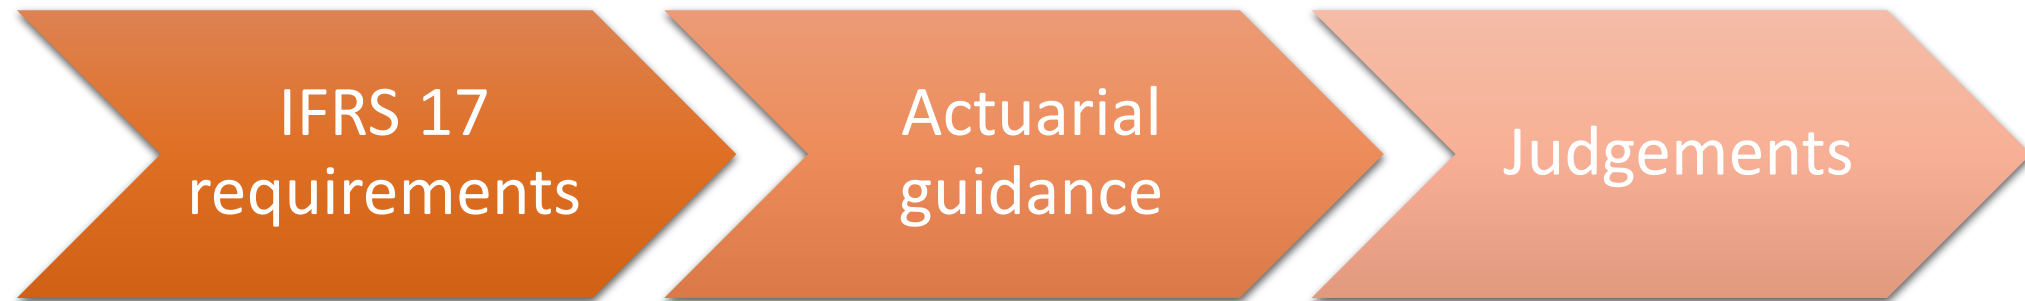 IFRS 17
requirements
Actuarial
guidance
Judgements